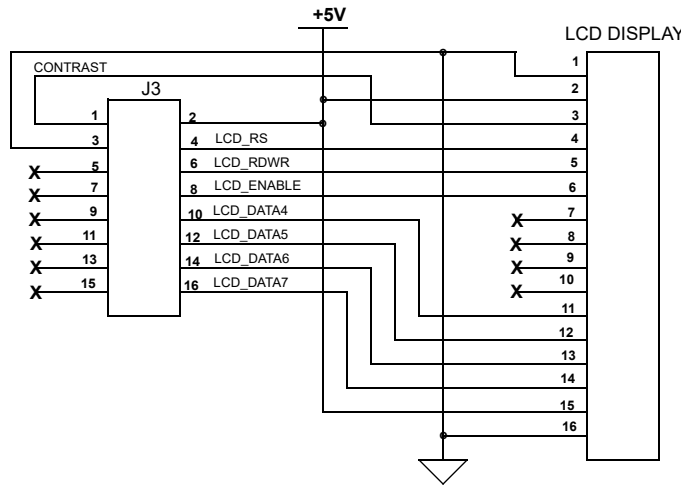 +5V
LCD DISPLAY
CONTRAST
J3
1
2
3
4
LCD_RS
5
6
LCD_RDWR
7
8
LCD_ENABLE
9
10
LCD_DATA4
11
12
LCD_DATA5
13
14
LCD_DATA6
15
16
LCD_DATA7
X
X
X
X
X
X
1
2
3
4
5
6
X
7
X
8
X
9
X
10
11
12
13
14
15
16